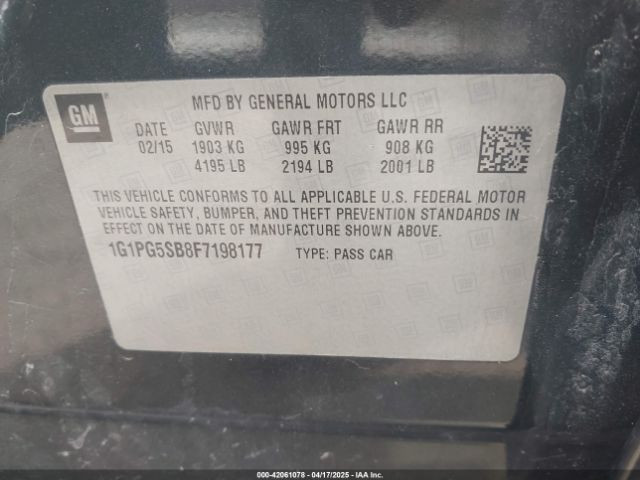 GM
MFD BY GENERAL MOTORS LLC
DATE GVWR GAWR FRT GAWR RR
02/15 1903 KG 995 KG 908 KG
4195 LB 2194 LB 2001 LB
THIS VEHICLE CONFORMS TO ALL APPLICABLE U.S. FEDERAL MOTOR
VEHICLE SAFETY, BUMPER, AND THEFT PREVENTION STANDARDS IN
EFFECT ON THE DATE OF MANUFACTURE SHOWN ABOVE.
1G1PG5SB8F7198177 TYPE: PASS CAR
000-42061078 - 04/17/2025 - IAAI.COM